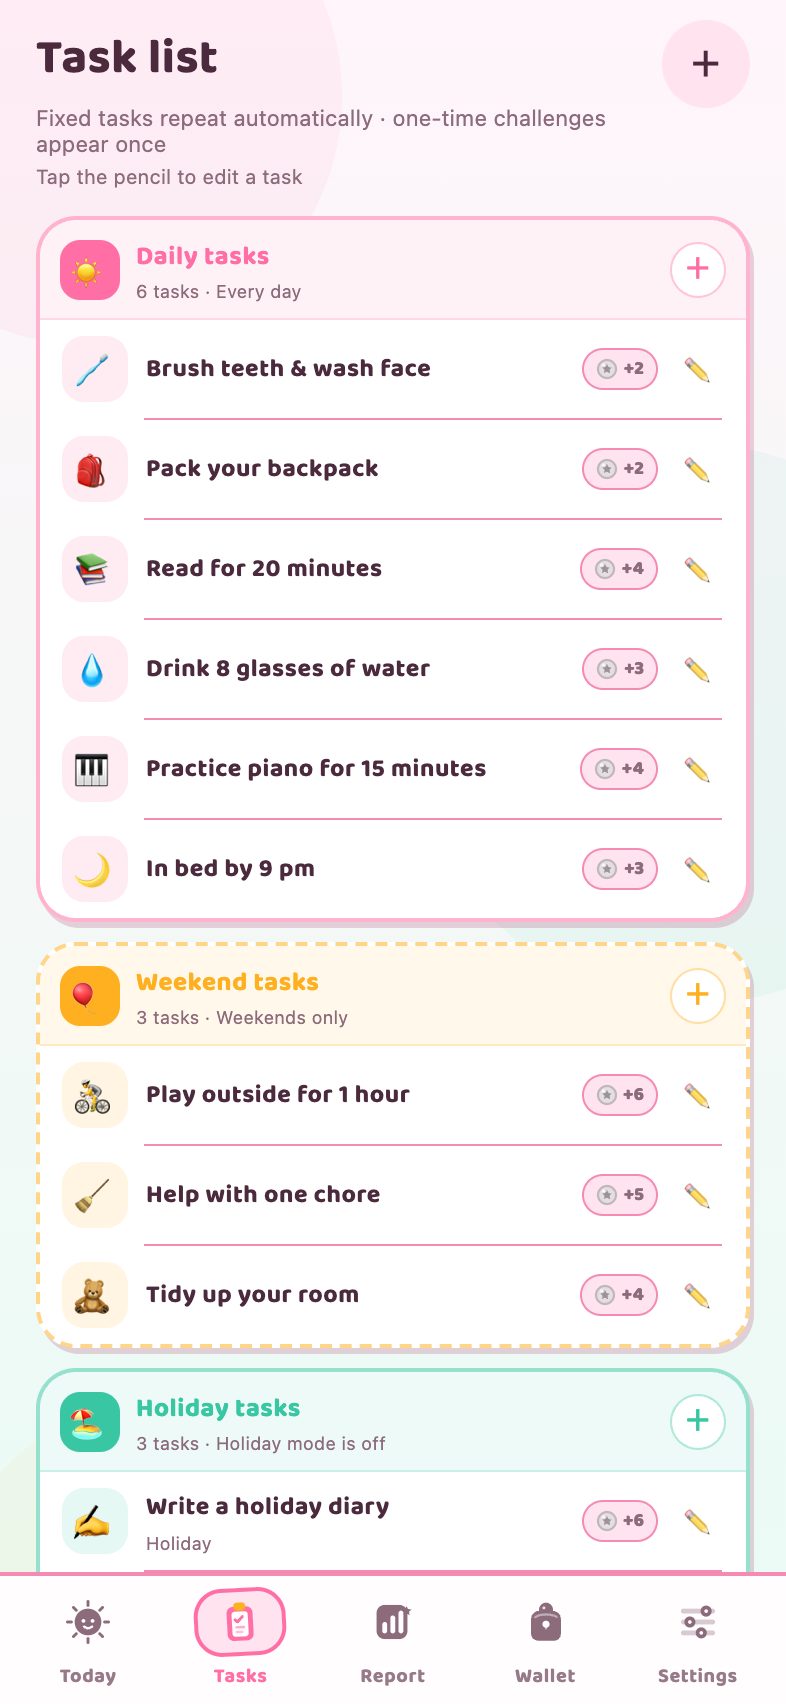 Task list
Fixed tasks repeat automatically · one-time challenges
appear once
Tap the pencil to edit a task
Daily tasks
6 tasks · Every day
Brush teeth & wash face
+2
Pack your backpack
+2
Read for 20 minutes
+4
Drink 8 glasses of water
+3
Practice piano for 15 minutes
+4
In bed by 9 pm
+3
Weekend tasks
3 tasks · Weekends only
Play outside for 1 hour
+6
Help with one chore
+5
Tidy up your room
+4
Holiday tasks
3 tasks · Holiday mode is off
Write a holiday diary
+6
Holiday
Today
Tasks
Report
Wallet
Settings